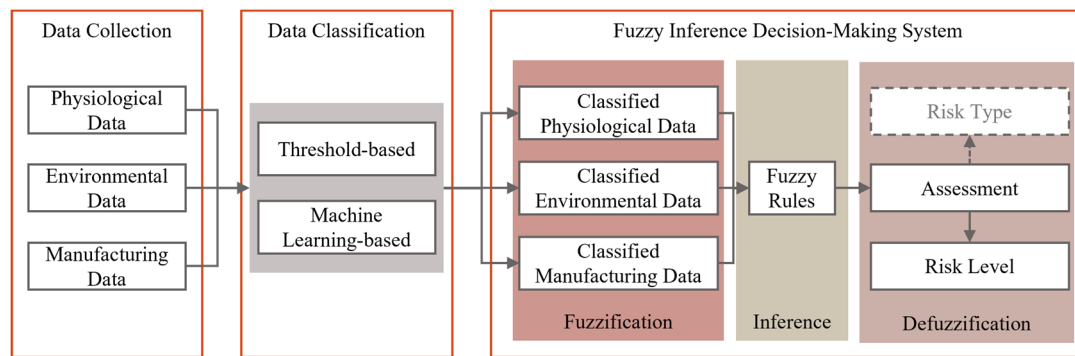 Data Collection
Physiological
Data
Environmental
Data
Manufacturing
Data
Data Classification
Threshold-based
Machine
Learning-based
Fuzzy Inference Decision-Making System
Classified
Physiological Data
Classified
Environmental Data
Classified
Manufacturing Data
Fuzzification
Fuzzy
Rules
Inference
Risk Type
Assessment
Risk Level
Defuzzification